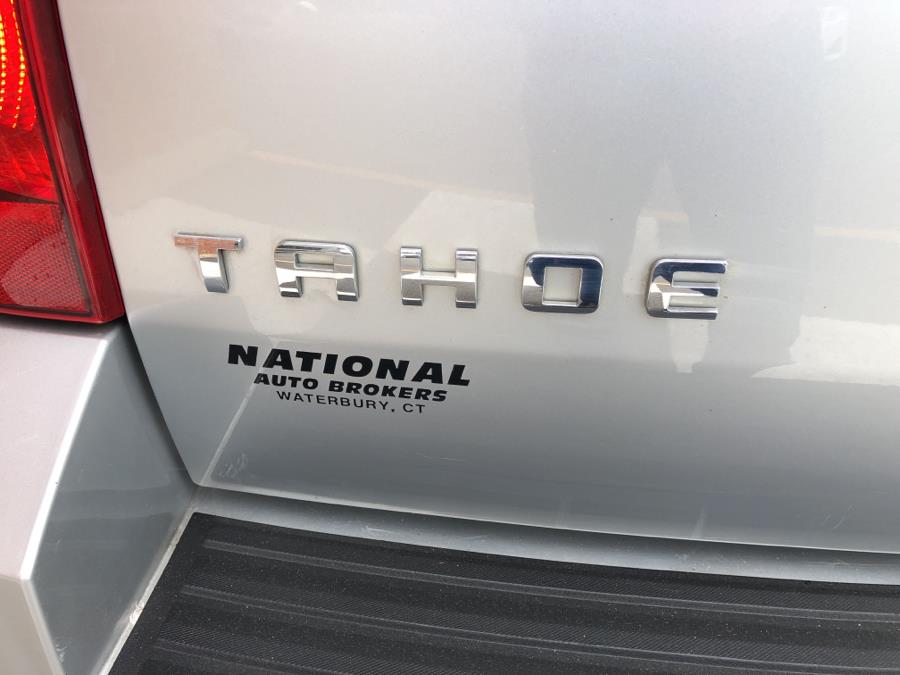 TAHOE
NATIONAL
AUTO BROKERS
WATERBURY, CT